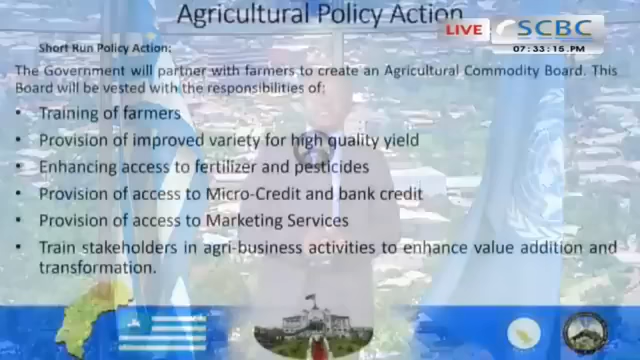 Agricultural Policy Action
LIVE
SCBC
07:33:15 PM
Short Run Policy Action:
The Government will partner with farmers to create an Agricultural Commodity Board. This
Board will be vested with the responsibilities of:
• Training of farmers
• Provision of improved variety for high quality yield
• Enhancing access to fertilizer and pesticides
• Provision of access to Micro-Credit and bank credit
• Provision of access to Marketing Services
• Train stakeholders in agri-business activities to enhance value addition and
transformation.